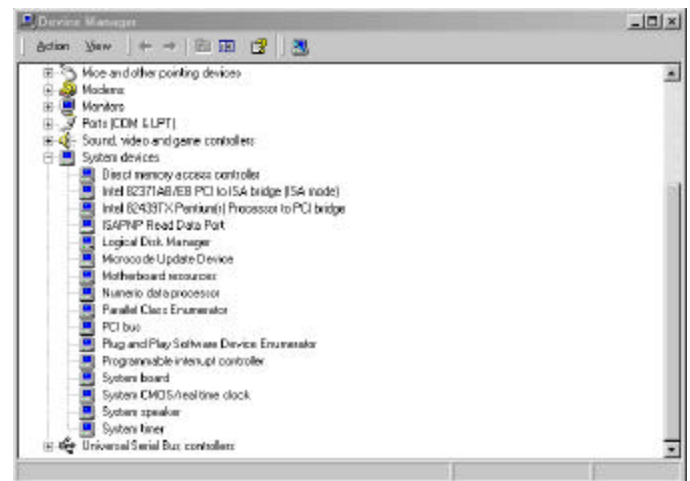 Device Manager
Action View
Mice and other pointing devices
Modems
Monitors
Ports (COM & LPT)
Sound, video and game controllers
System devices
Direct memory access controller
Intel 82371AB/EB PCI to ISA bridge (ISA mode)
Intel 82439TX Pentium(r) Processor to PCI bridge
ISAPNP Read Data Port
Logical Disk Manager
Microcode Update Device
Motherboard resources
Numeric data processor
Parallel Class Enumerator
PCI bus
Plug and Play Software Device Enumerator
Programmable interrupt controller
System board
System CMOS/real time clock
System speaker
System timer
Universal Serial Bus controllers